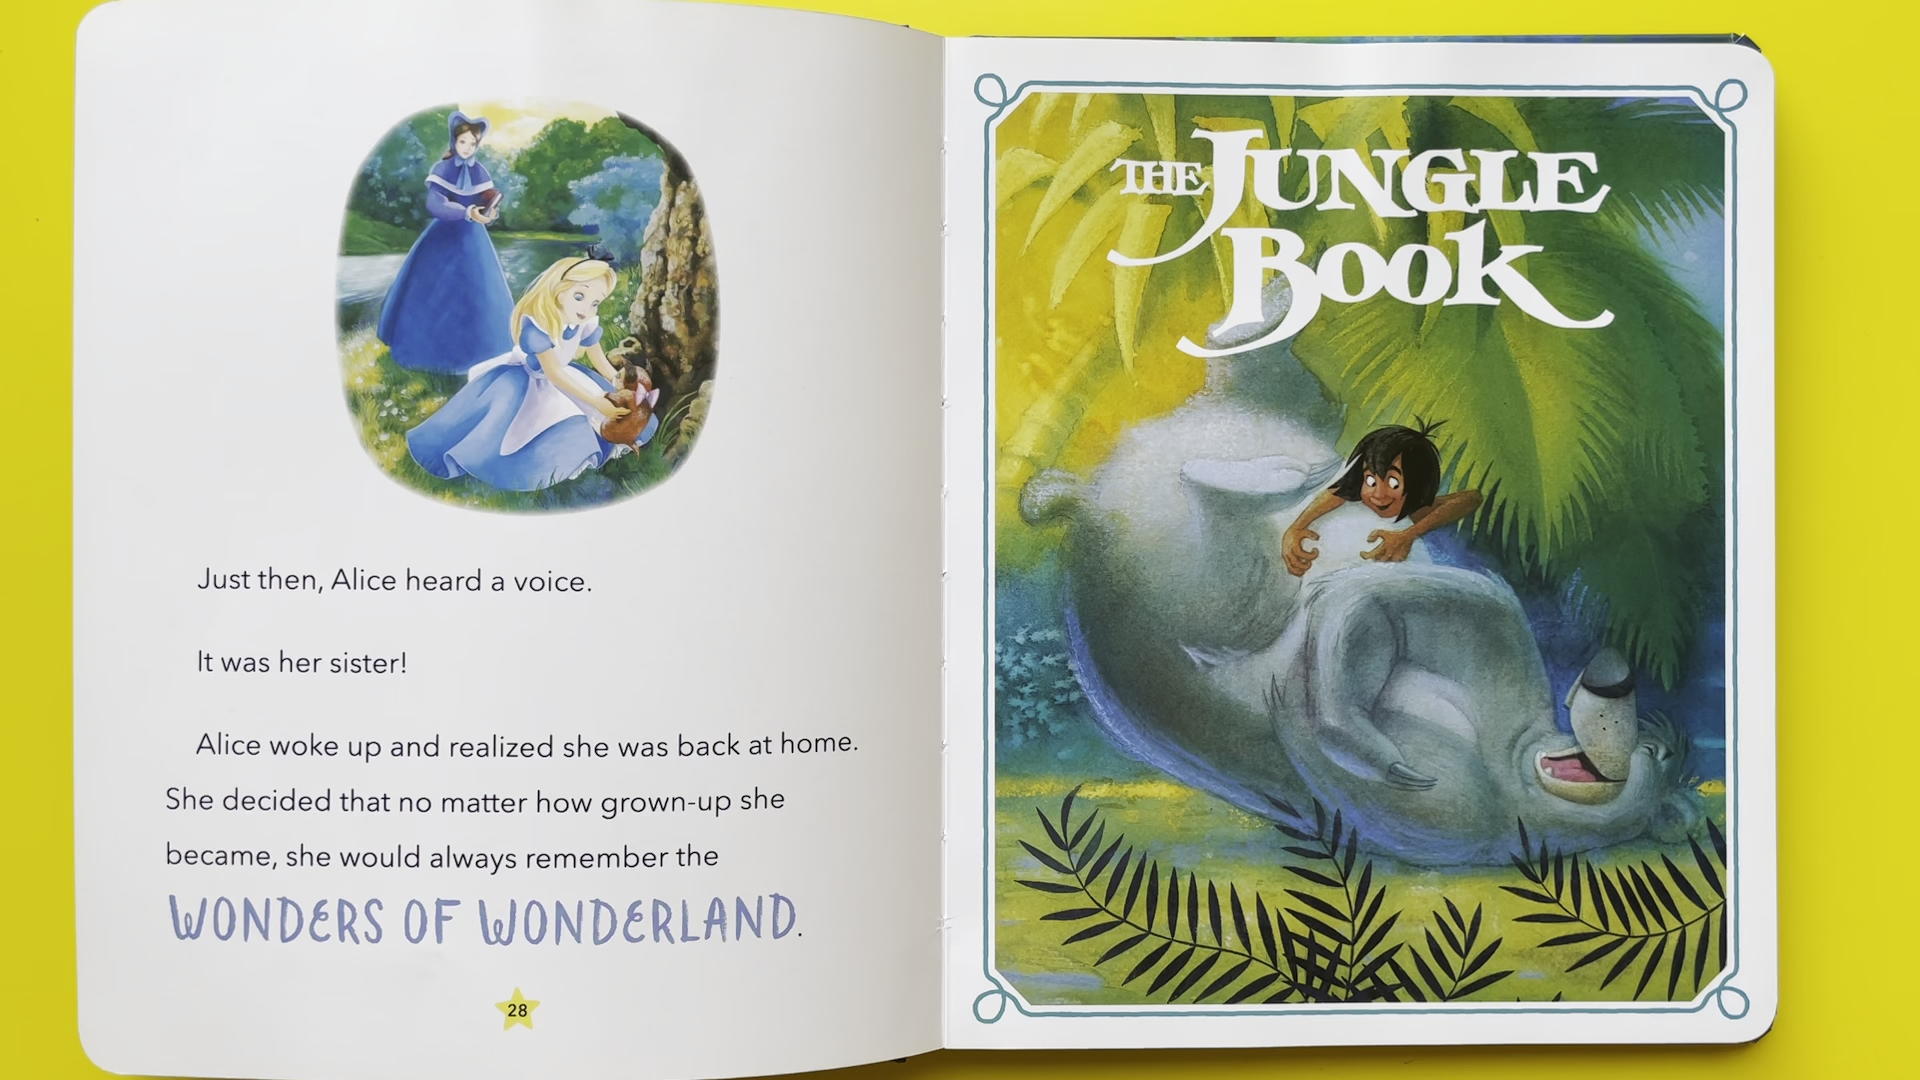 Just then, Alice heard a voice.
It was her sister!
Alice woke up and realized she was back at home.
She decided that no matter how grown-up she
became, she would always remember the
WONDERS OF WONDERLAND.
28
THE JUNGLE
BOOK